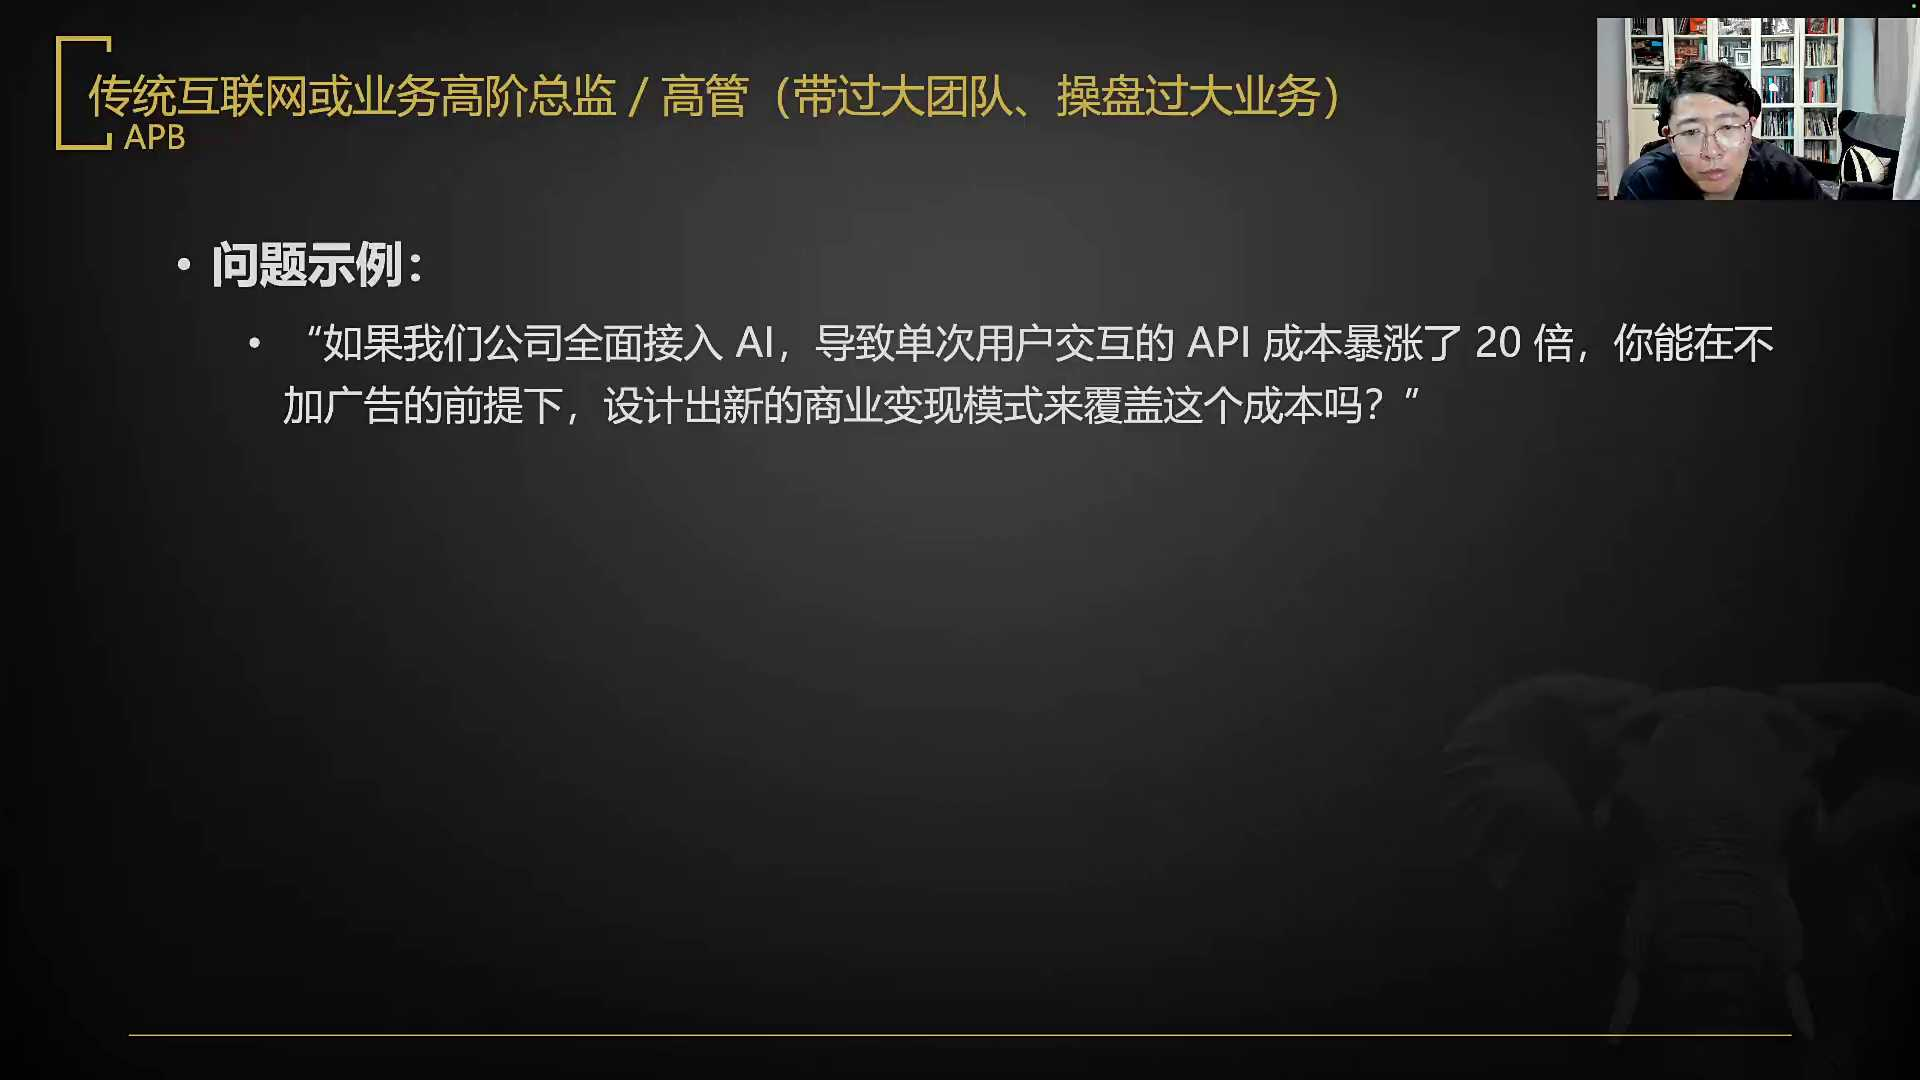 传统互联网或业务高阶总监 / 高管（带过大团队、操盘过大业务）
APB
• 问题示例：
• “如果我们公司全面接入 AI，导致单次用户交互的 API 成本暴涨了 20 倍，你能在不
加广告的前提下，设计出新的商业变现模式来覆盖这个成本吗？”